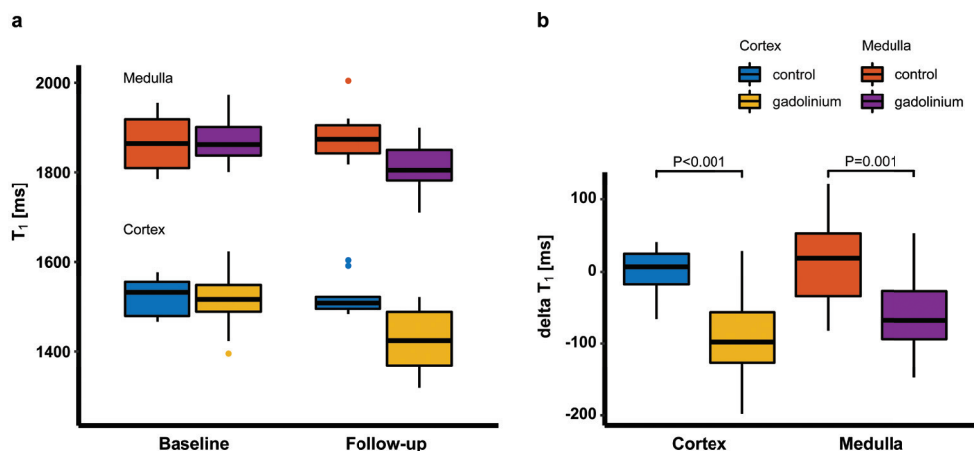 a
T1 [ms]
2000
1800
1600
1400
Medulla
Cortex
Baseline Follow-up
b
Cortex Medulla
control control
gadolinium gadolinium
P<0.001 P=0.001
delta T1 [ms]
100
0
-100
-200
Cortex Medulla